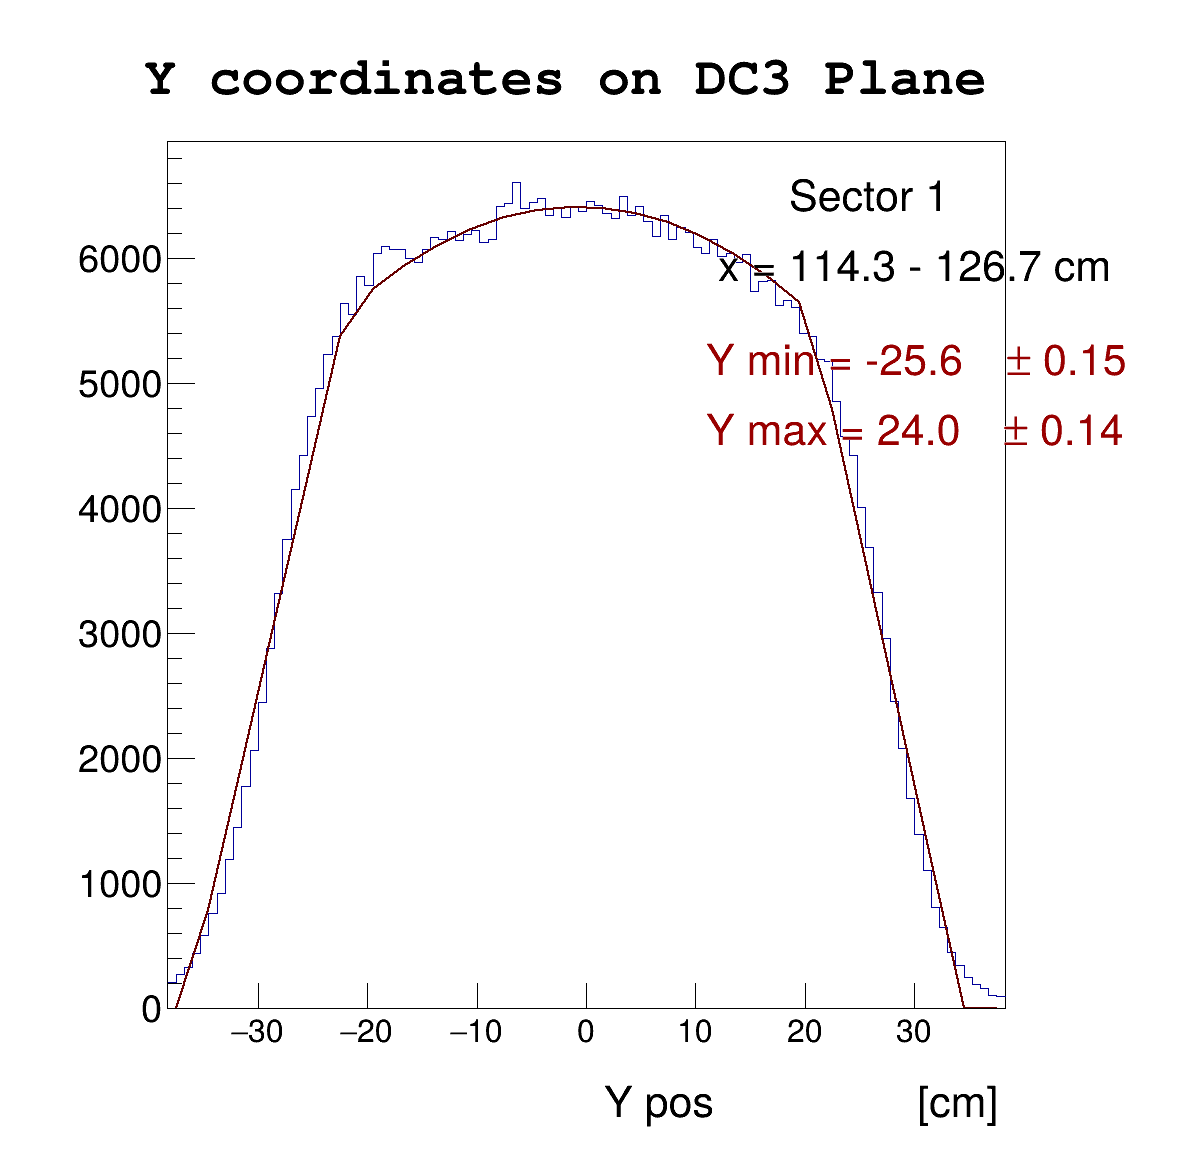 Y coordinates on DC3 Plane
Sector 1
x = 114.3 - 126.7 cm
Y min = -25.6 ± 0.15
Y max = 24.0 ± 0.14
6000
5000
4000
3000
2000
1000
0
−30 −20 −10 0 10 20 30
Y pos [cm]